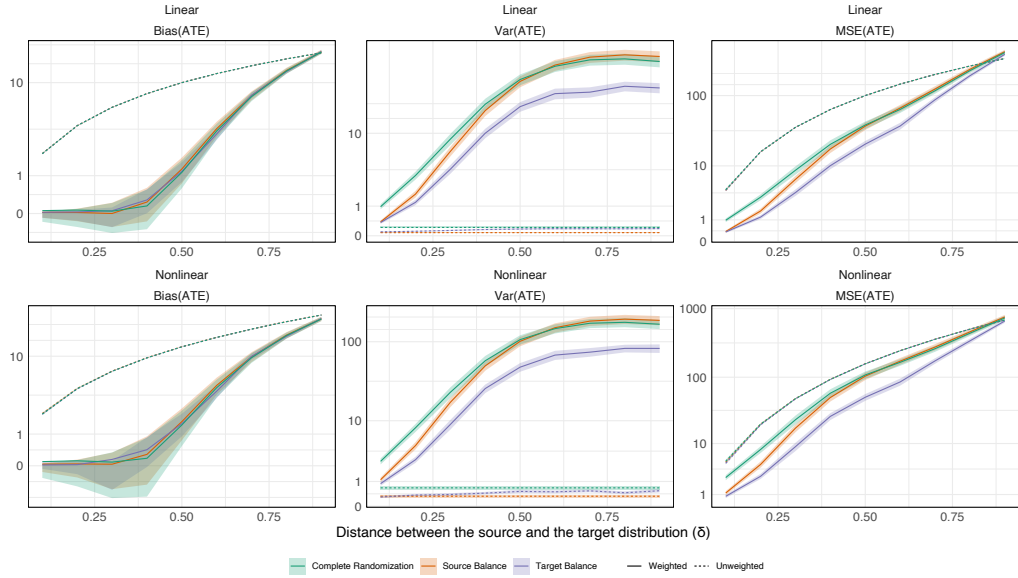 Linear
Bias(ATE)
10
1
0
0.25 0.50 0.75
Linear
Var(ATE)
10
1
0
0.25 0.50 0.75
Linear
MSE(ATE)
100
10
1
0
0.25 0.50 0.75
Nonlinear
Bias(ATE)
10
1
0
0.25 0.50 0.75
Nonlinear
Var(ATE)
100
10
1
0
0.25 0.50 0.75
Nonlinear
MSE(ATE)
1000
100
10
1
0.25 0.50 0.75
Distance between the source and the target distribution (δ)
Complete Randomization Source Balance Target Balance Weighted Unweighted